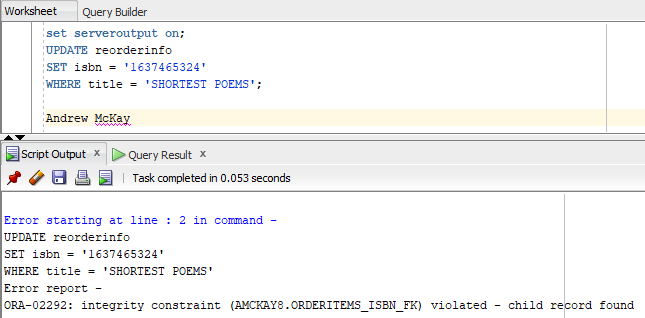 Worksheet Query Builder
set serveroutput on;
UPDATE reorderinfo
SET isbn = '1637465324'
WHERE title = 'SHORTEST POEMS';
Andrew McKay
Script Output x Query Result x
Task completed in 0.053 seconds
Error starting at line : 2 in command -
UPDATE reorderinfo
SET isbn = '1637465324'
WHERE title = 'SHORTEST POEMS'
Error report -
ORA-02292: integrity constraint (AMCKAY8.ORDERITEMS_ISBN_FK) violated - child record found